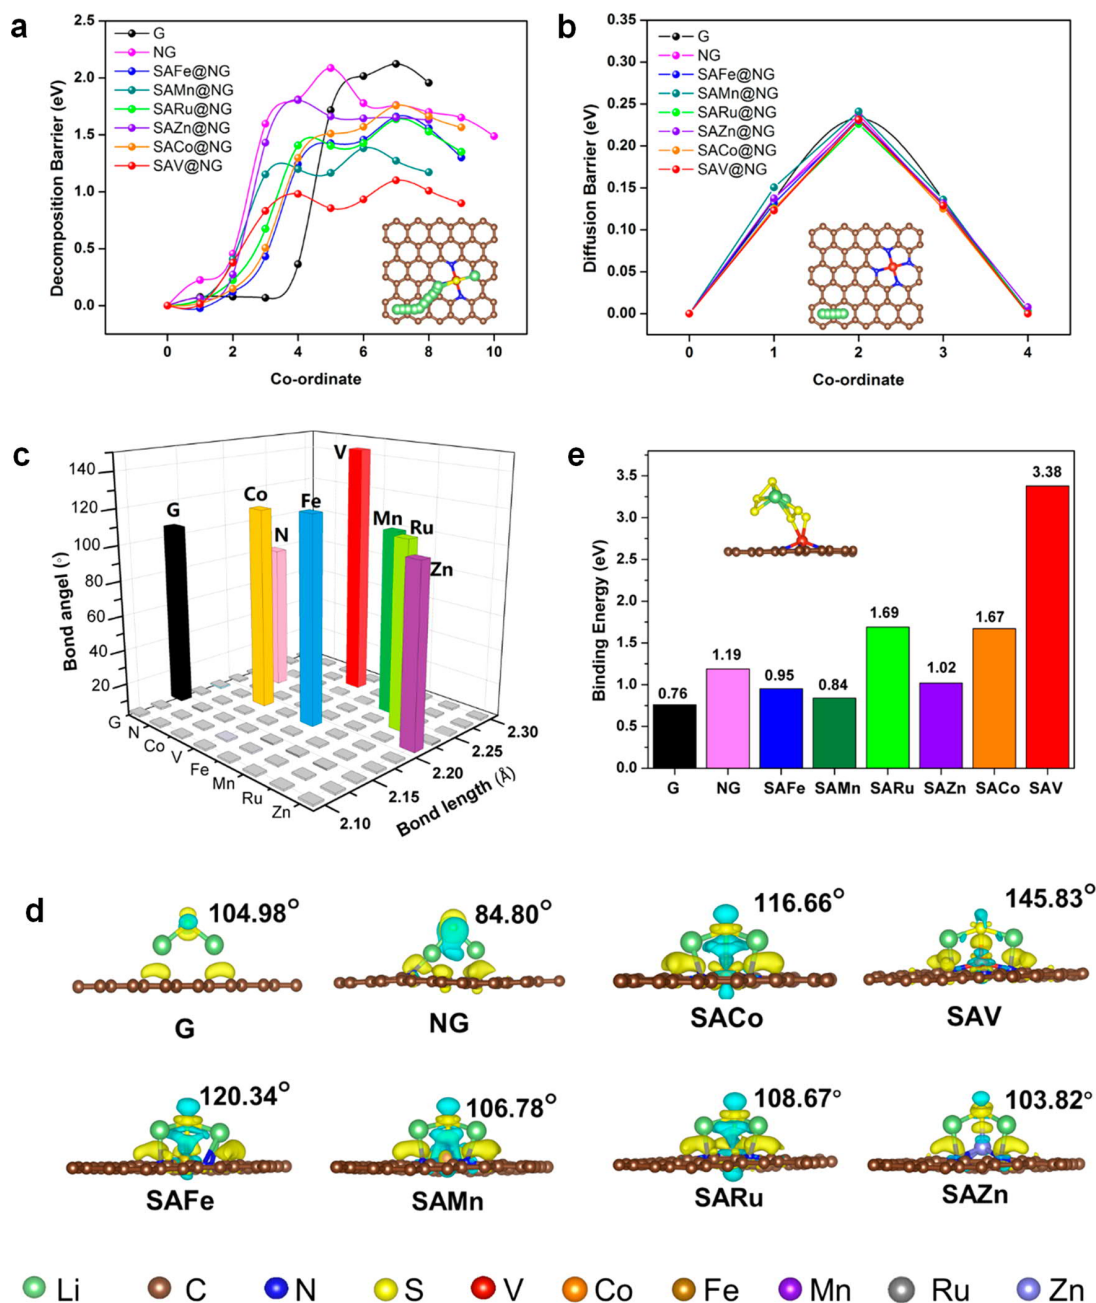 a
Decomposition Barrier (eV)
2.5
2.0
1.5
1.0
0.5
0.0
G
NG
SAFe@NG
SAMn@NG
SARu@NG
SAZn@NG
SACo@NG
SAV@NG
0 2 4 6 8 10
Co-ordinate
b
Diffusion Barrier (eV)
0.35
0.30
0.25
0.20
0.15
0.10
0.05
0.00
G
NG
SAFe@NG
SAMn@NG
SARu@NG
SAZn@NG
SACo@NG
SAV@NG
0 1 2 3 4
Co-ordinate
c
Bond angel (°)
140
120
100
80
60
40
20
G
Co
N
Fe
V
Mn
Ru
Zn
G
N
Co
V
Fe
Mn
Ru
Zn
2.10
2.15
2.20
2.25
2.30
Bond length (Å)
e
Binding Energy (eV)
3.5
3.0
2.5
2.0
1.5
1.0
0.5
0.0
0.76
1.19
0.95
0.84
1.69
1.02
1.67
3.38
G NG SAFe SAMn SARu SAZn SACo SAV
d
104.98°
G
84.80°
NG
116.66°
SACo
145.83°
SAV
120.34°
SAFe
106.78°
SAMn
108.67°
SARu
103.82°
SAZn
Li C N S V Co Fe Mn Ru Zn